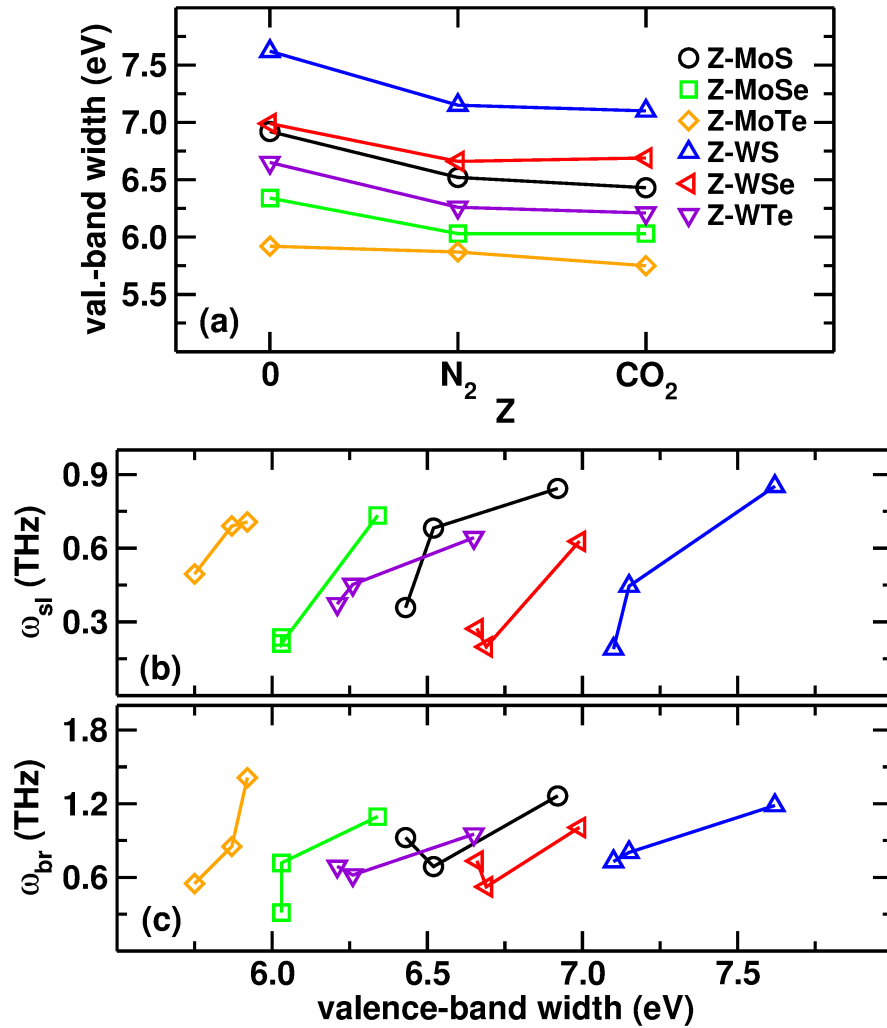 val.-band width (eV)
7.5
7.0
6.5
6.0
5.5
Z-MoS
Z-MoSe
Z-MoTe
Z-WS
Z-WSe
Z-WTe
(a)
0 N₂ CO₂
Z
ω_sl (THz)
0.9
0.6
0.3
(b)
ω_br (THz)
1.8
1.2
0.6
(c)
6.0 6.5 7.0 7.5
valence-band width (eV)